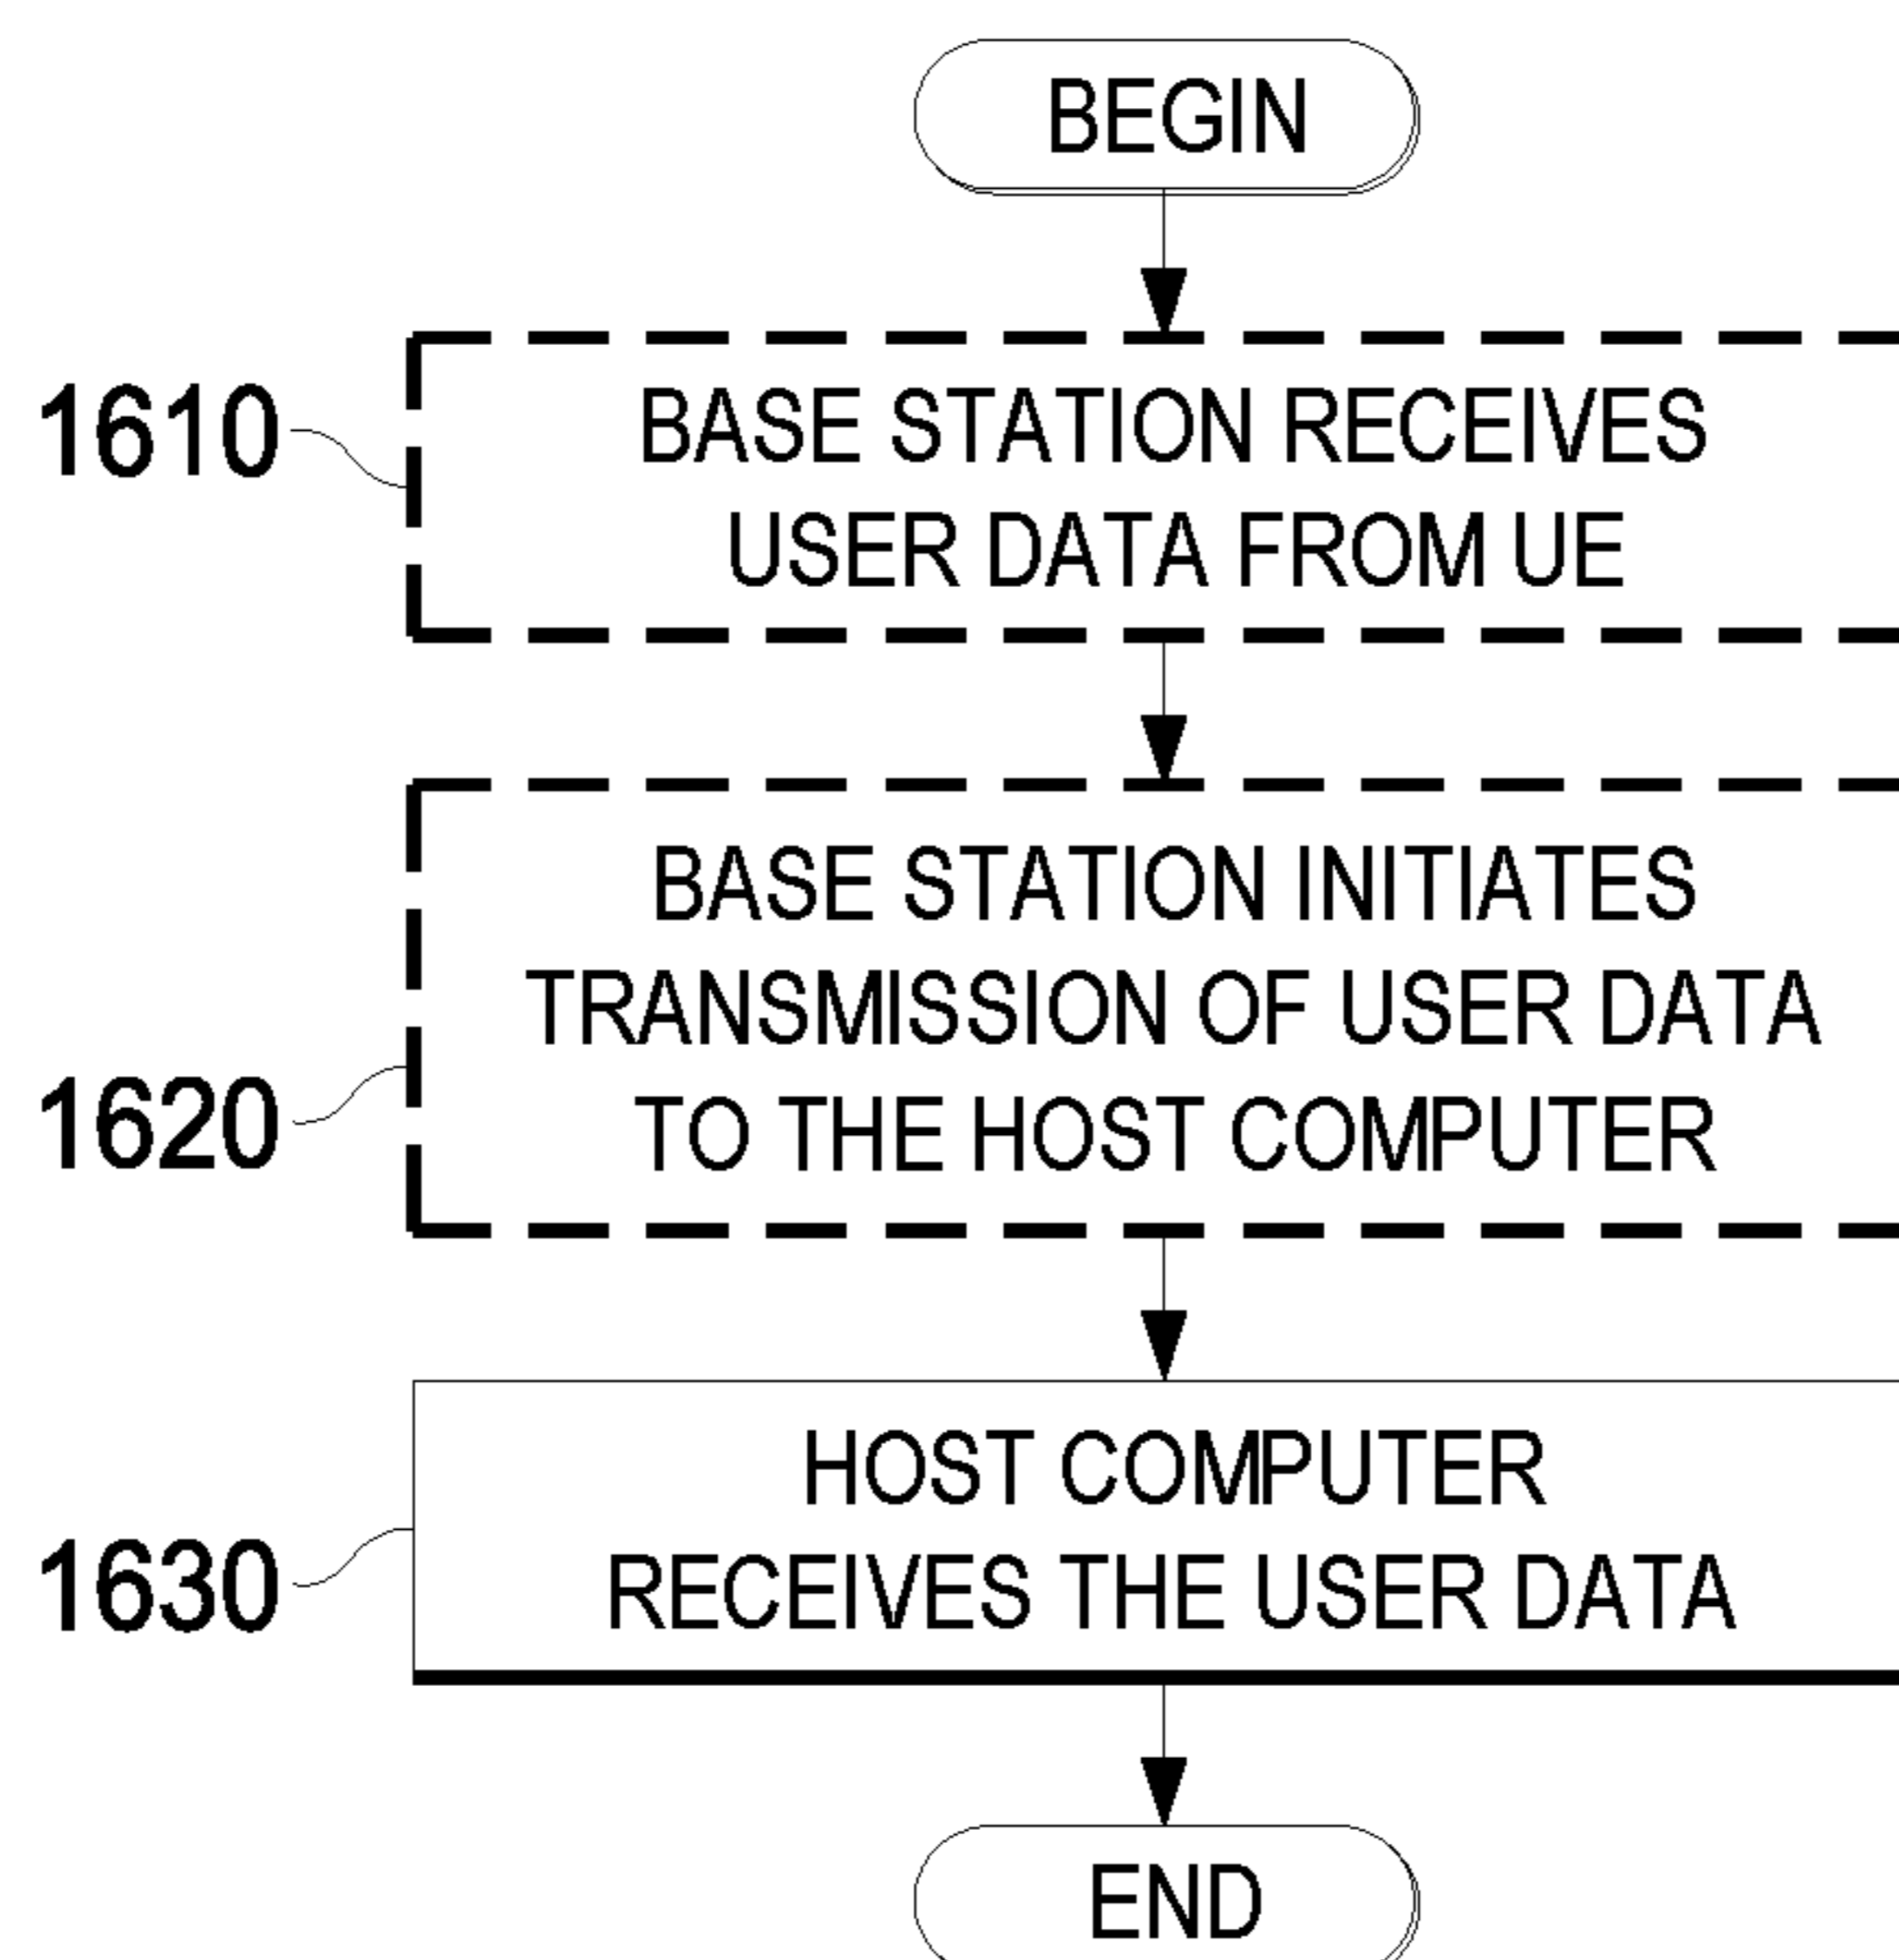 BEGIN
1610
BASE STATION RECEIVES
USER DATA FROM UE
1620
BASE STATION INITIATES
TRANSMISSION OF USER DATA
TO THE HOST COMPUTER
1630
HOST COMPUTER
RECEIVES THE USER DATA
END